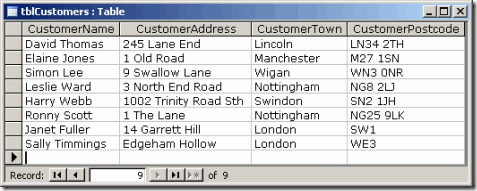 tblCustomers : Table
CustomerName CustomerAddress CustomerTown CustomerPostcode
David Thomas 245 Lane End Lincoln LN34 2TH
Elaine Jones 1 Old Road Manchester M27 1SN
Simon Lee 9 Swallow Lane Wigan WN3 0NR
Leslie Ward 3 North End Road Nottingham NG8 2LJ
Harry Webb 1002 Trinity Road Sth Swindon SN2 1JH
Ronny Scott 1 The Lane Nottingham NG25 9LK
Janet Fuller 14 Garrett Hill London SW1
Sally Timmings Edgeham Hollow London WE3
Record: 9 of 9